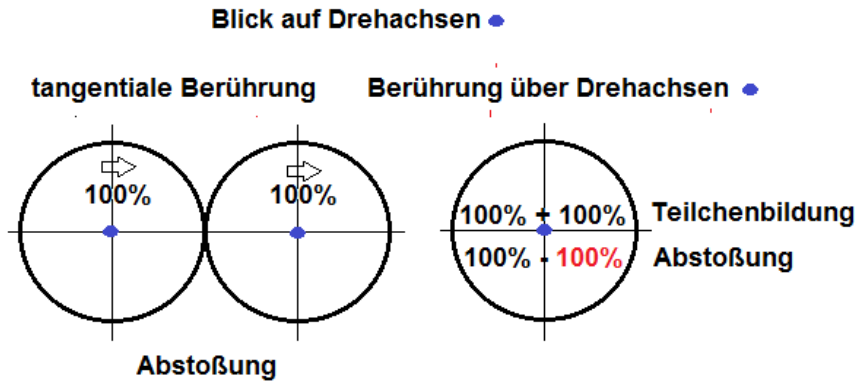 Blick auf Drehachsen
tangentiale Berührung
Berührung über Drehachsen
100%
100%
100% + 100% Teilchenbildung
100% - 100% Abstoßung
Abstoßung